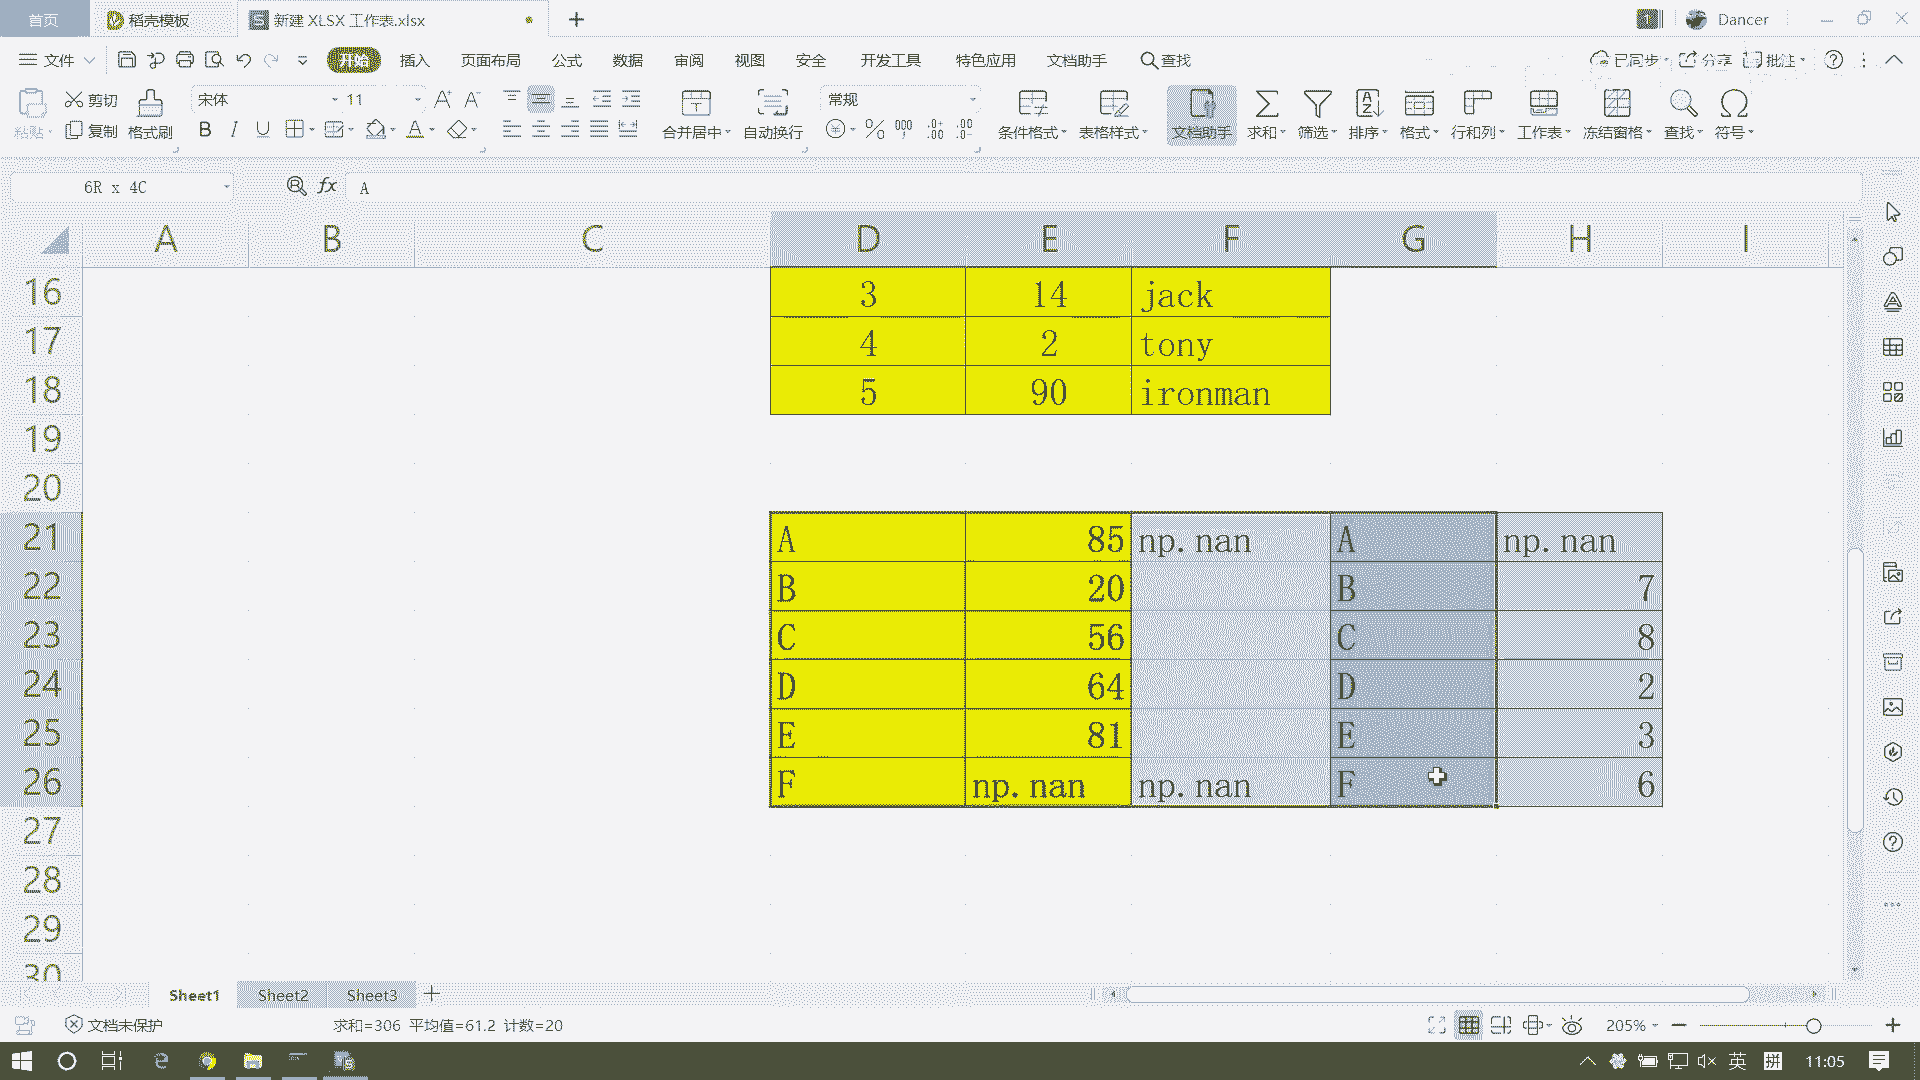 首页 稻壳模板 新建 XLSX 工作表.xlsx Dancer
文件 开始 插入 页面布局 公式 数据 审阅 视图 安全 开发工具 特色应用 文档助手 查找 已同步 分享 批注
剪切 宋体 11 常规
粘贴 复制 格式刷 合并居中 自动换行 条件格式 表格样式 文档助手 求和 筛选 排序 格式 行和列 工作表 冻结窗格 查找 符号
6R x 4C fx A
A B C D E F G H I
16 3 14 jack
17 4 2 tony
18 5 90 ironman
19
20
21 A 85 np.nan A np.nan
22 B 20 B 7
23 C 56 C 8
24 D 64 D 2
25 E 81 E 3
26 F np.nan np.nan F 6
27
28
29
30
Sheet1 Sheet2 Sheet3
文档未保护 求和=306 平均值=61.2 计数=20 205%
英 拼 11:05